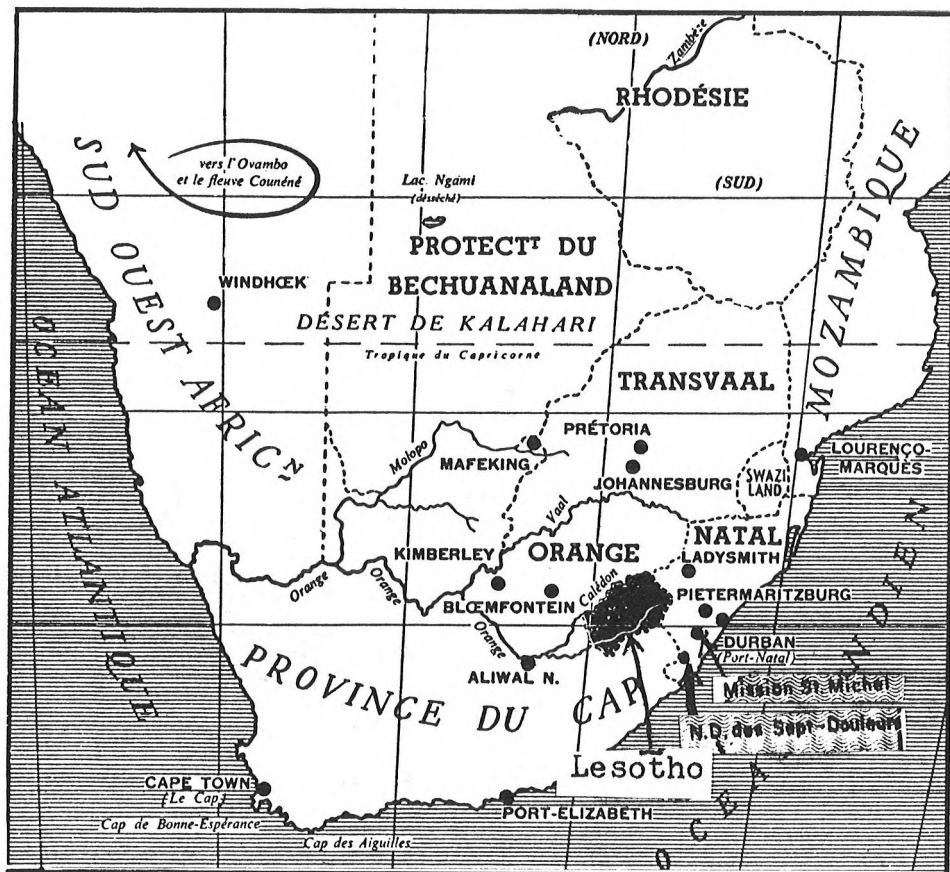 (NORD)
Zambèze
RHODÉSIE
vers l'Ovambo
et le fleuve Counéné
Lac Ngami
(désséché)
(SUD)
SUD OUEST AFRICN
MOZAMBIQUE
PROTECTT DU
BECHUANALAND
WINDHŒK
DÉSERT DE KALAHARI
Tropique du Capricorne
OCEAN ATLANTIQUE
TRANSVAAL
PRÉTORIA
Molopo
MAFEKING
JOHANNESBURG
SWAZI
LAND
LOURENÇO-
MARQUÈS
Vaal
KIMBERLEY
ORANGE
NATAL
LADYSMITH
Orange
Orange
Calédon
BLŒMFONTEIN
PIETERMARITZBURG
Orange
DURBAN
(Port-Natal)
ALIWAL N.
PROVINCE DU CAP
Mission St Michel
N.D. des Sept-Douleurs
Lesotho
OCEAN INDIEN
CAPE TOWN
(Le Cap)
PORT-ELIZABETH
Cap de Bonne-Espérance
Cap des Aiguilles